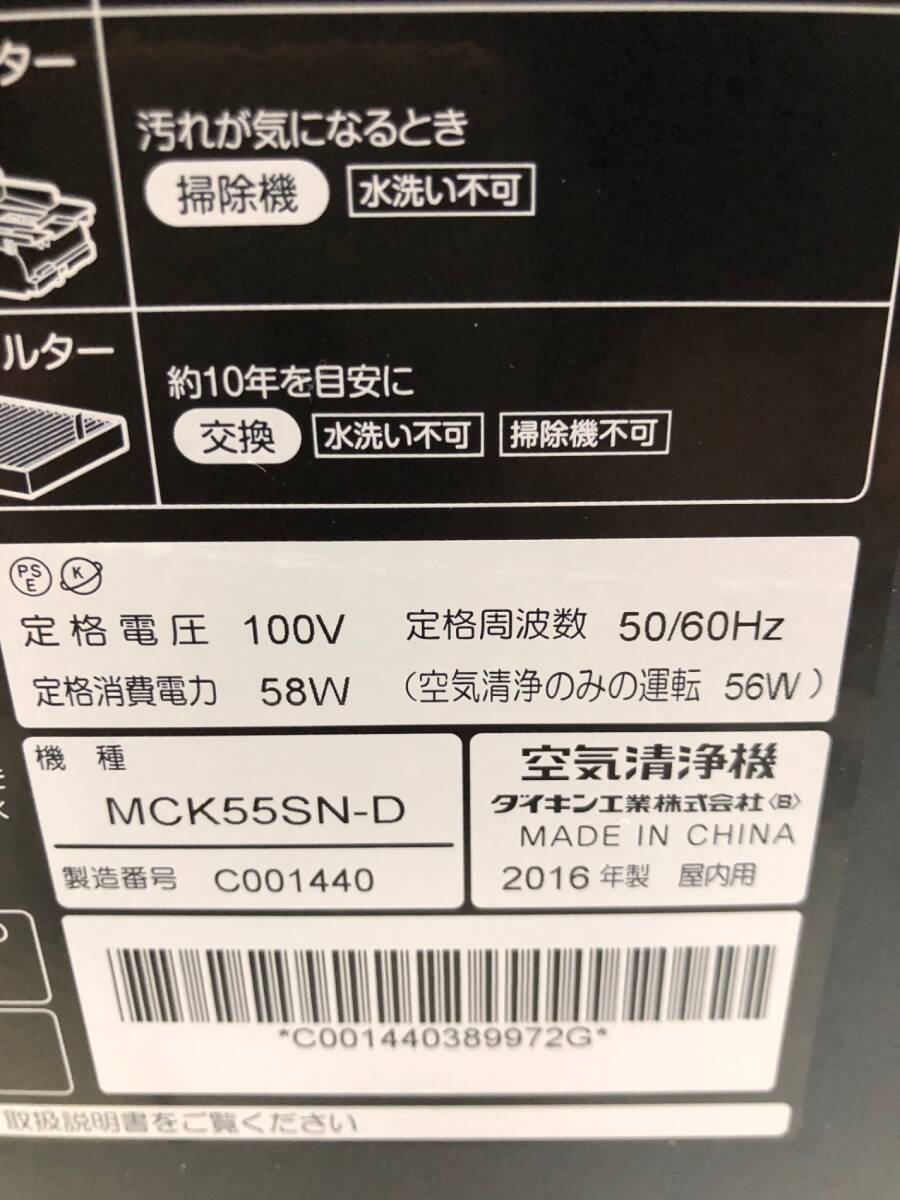 ター
汚れが気になるとき
掃除機 水洗い不可
ルター
約10年を目安に
交換 水洗い不可 掃除機不可
PS E K
定格電圧 100V 定格周波数 50/60Hz
定格消費電力 58W (空気清浄のみの運転 56W)
機種
MCK55SN-D
製造番号 C001440
空気清浄機
ダイキン工業株式会社〈B〉
MADE IN CHINA
2016年製 屋内用
*C001440389972G*
取扱説明書をご覧ください